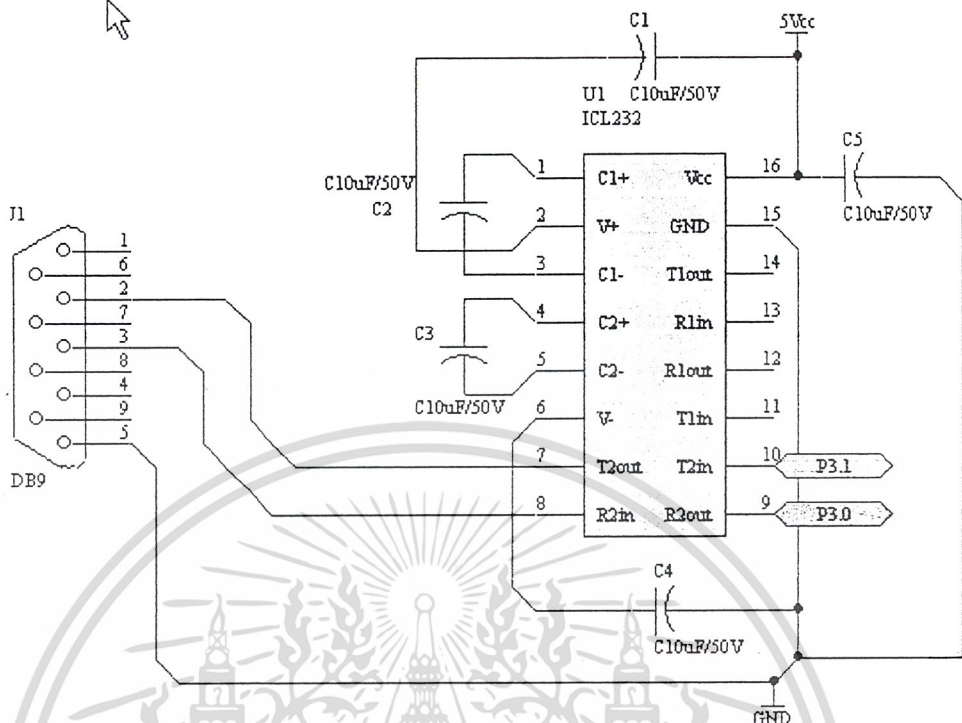 C1
5Vcc
C10uF/50V
U1
ICL232
C5
C10uF/50V
C10uF/50V
C2
J1
DB9
1
6
2
7
3
8
4
9
5
1
2
3
4
5
6
7
8
C1+
V+
C1-
C2+
C2-
V-
T2out
R2in
Vcc
GND
T1out
R1in
R1out
T1in
T2in
R2out
16
15
14
13
12
11
10
9
P3.1
P3.0
C3
C10uF/50V
C4
C10uF/50V
GND